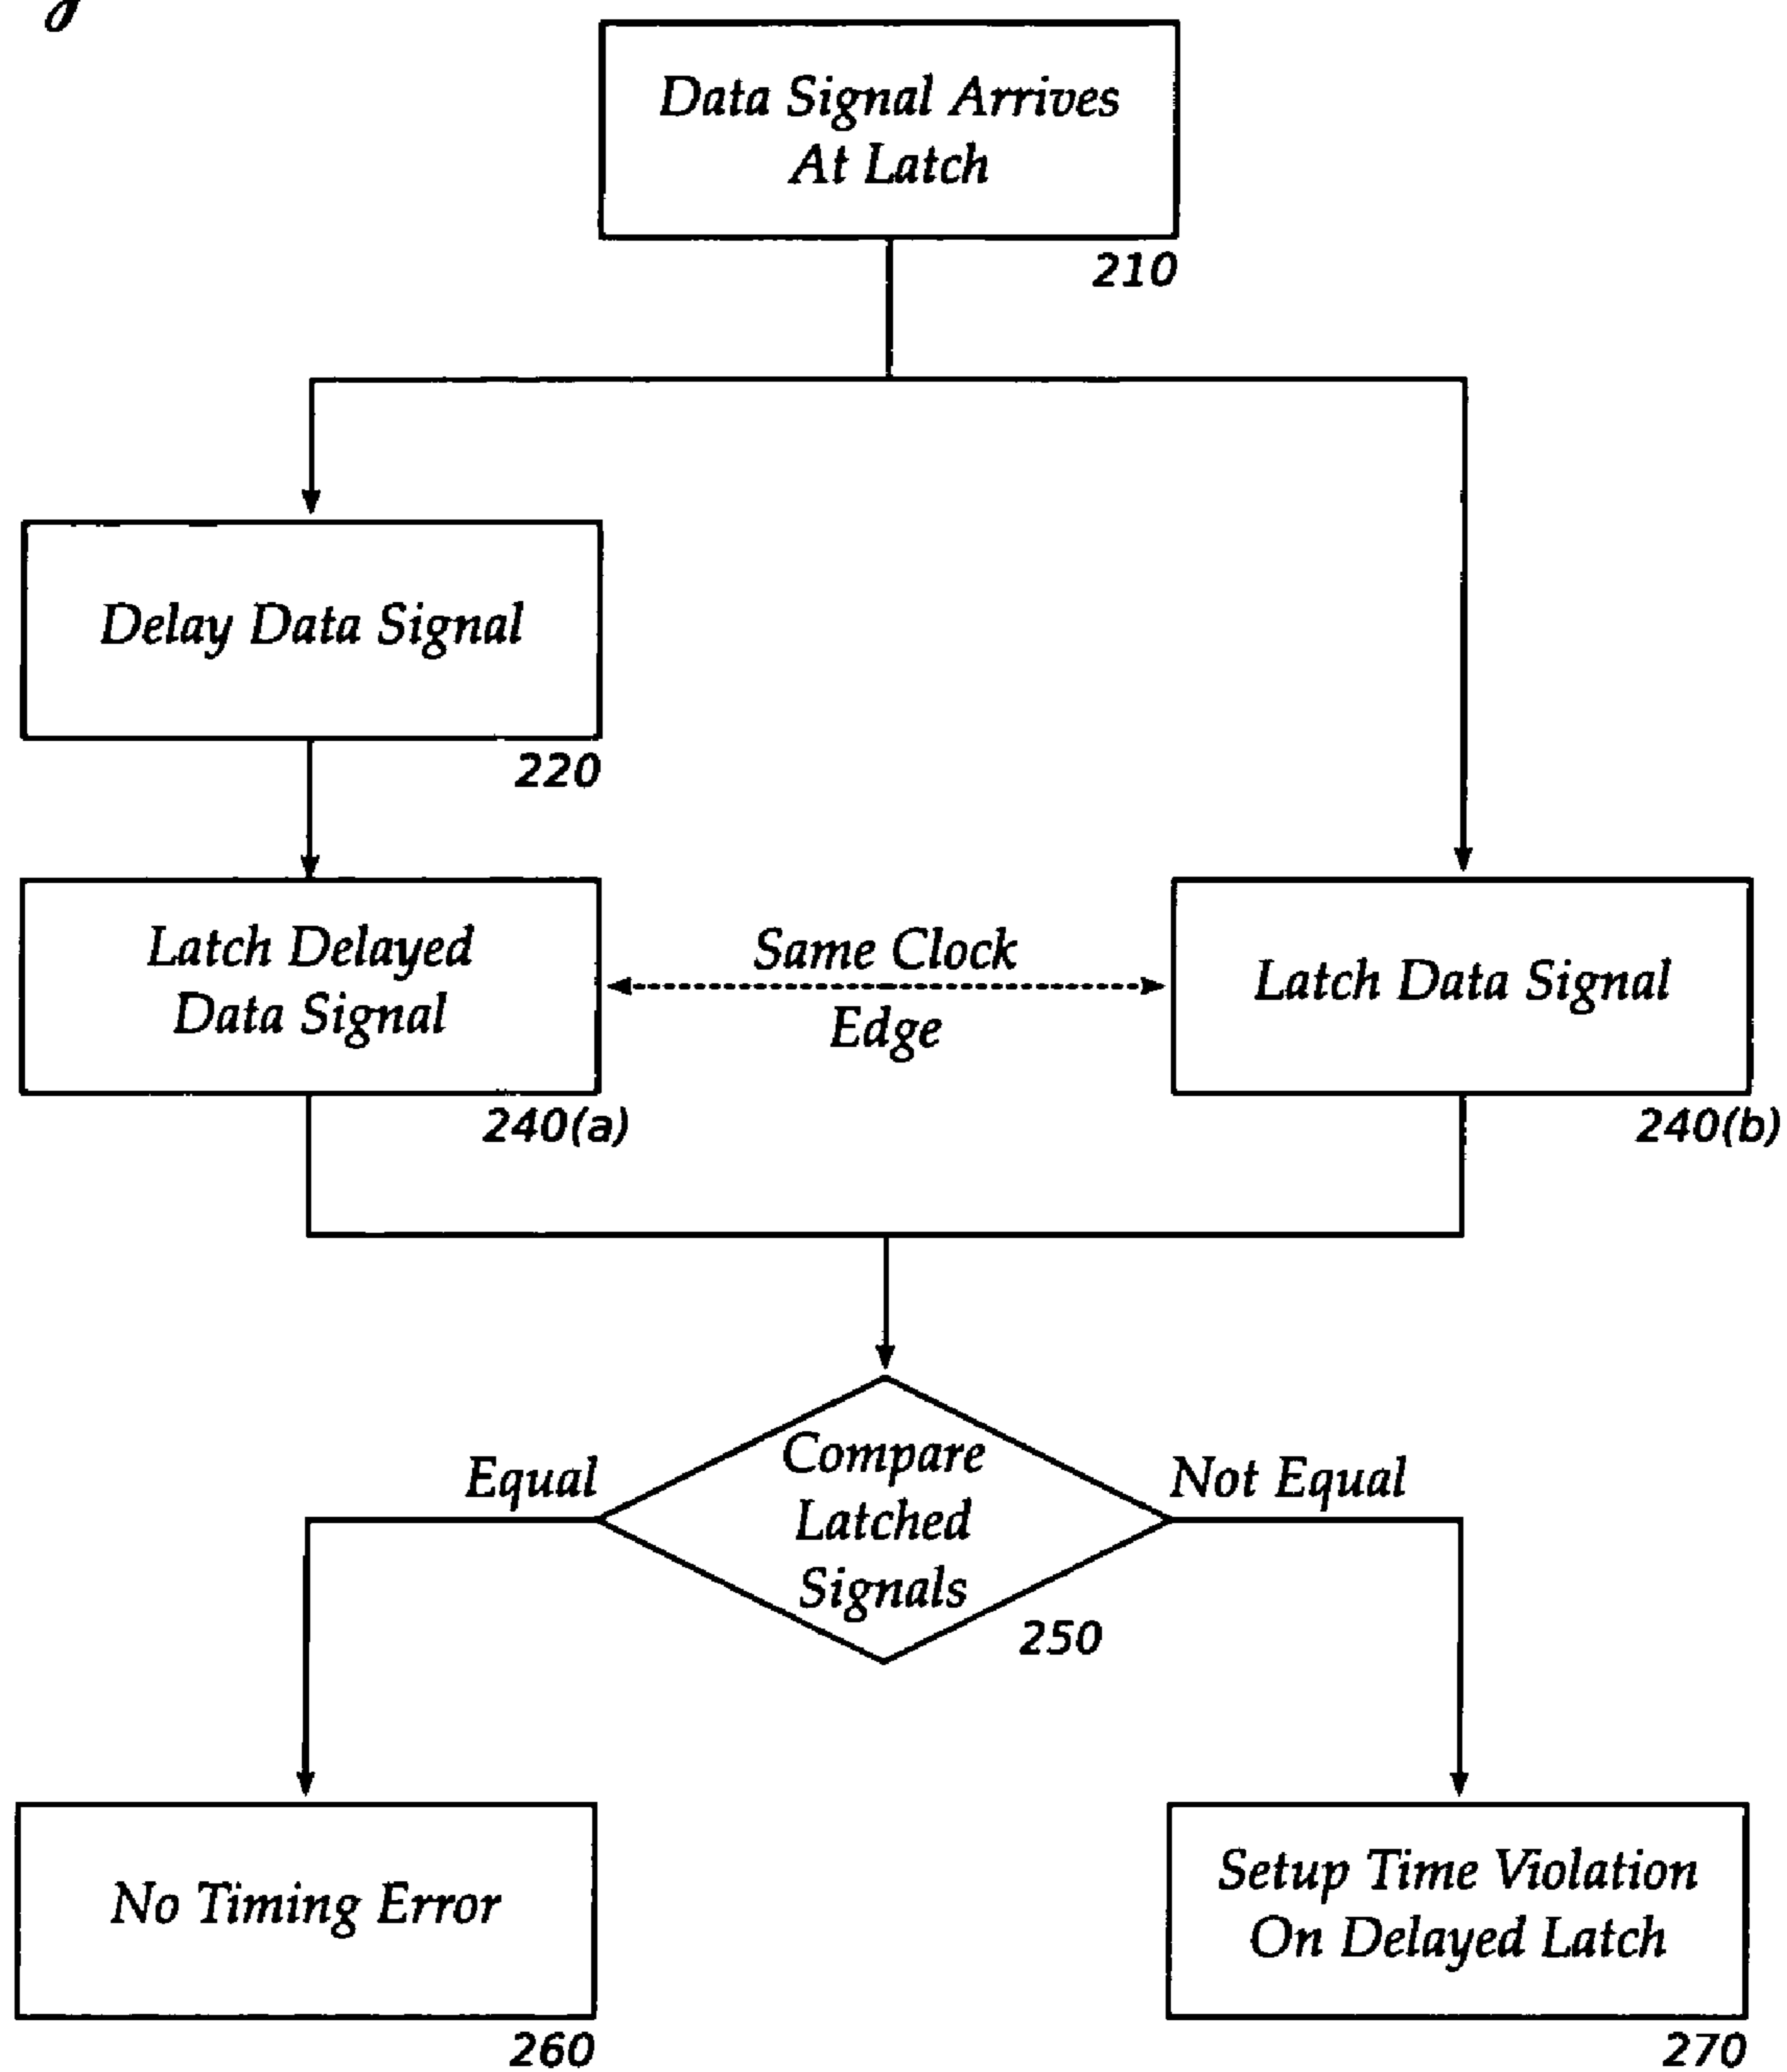 Data Signal Arrives
At Latch
210
Delay Data Signal
220
Latch Delayed
Data Signal
240(a)
Same Clock
Edge
Latch Data Signal
240(b)
Compare
Latched
Signals
250
Equal
Not Equal
No Timing Error
260
Setup Time Violation
On Delayed Latch
270